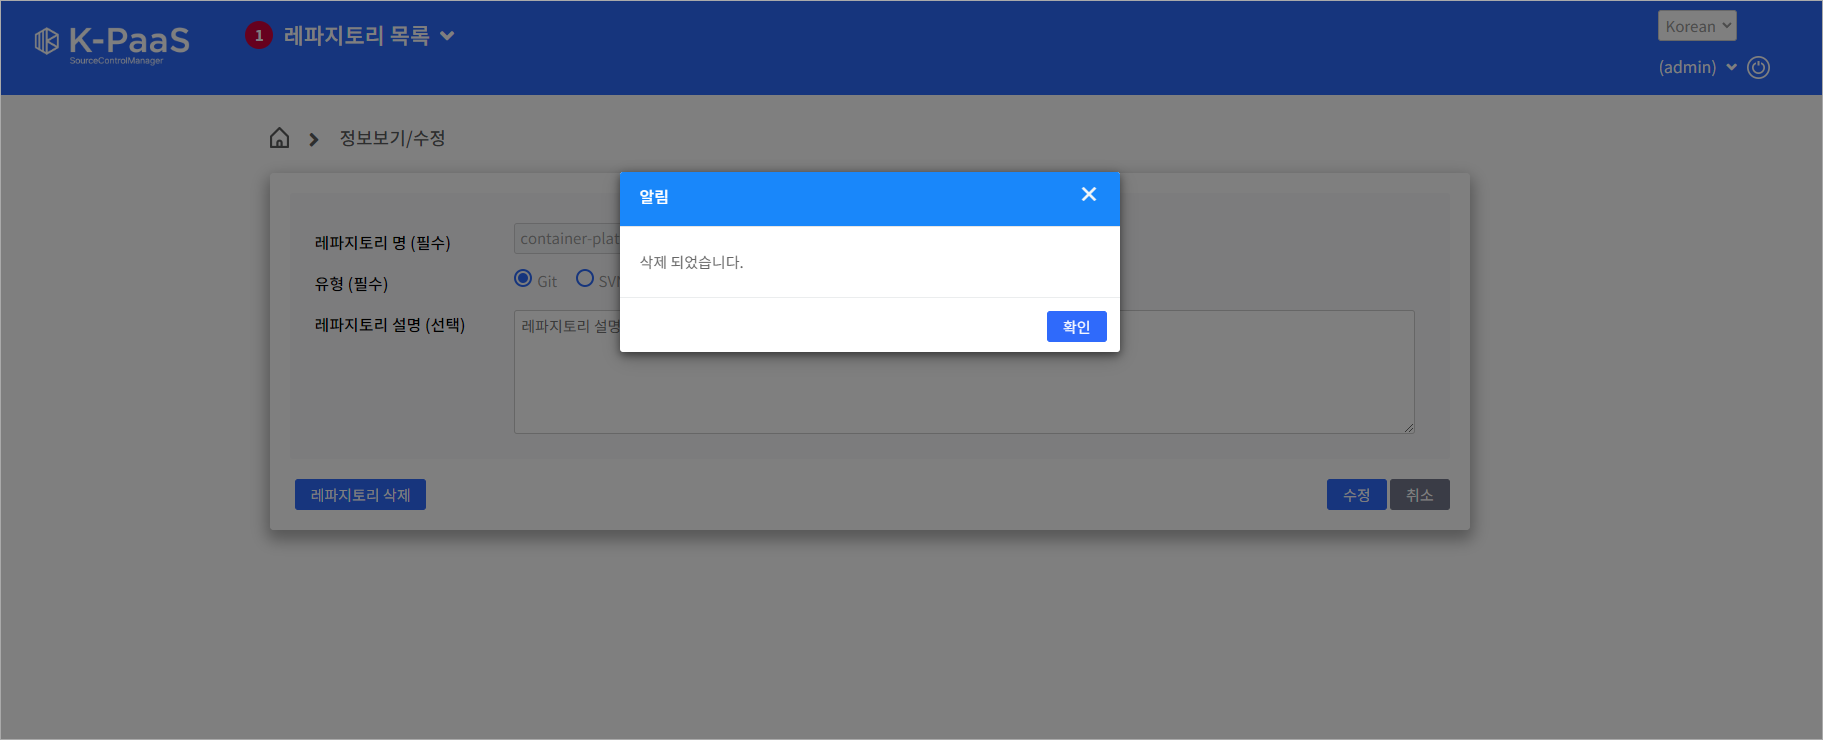 K-PaaS
SourceControlManager
1 레파지토리 목록
Korean
(admin)
정보보기/수정
알림
삭제 되었습니다.
확인
레파지토리 명 (필수)
container-plat
유형 (필수)
Git
레파지토리 설명 (선택)
레파지토리 설명
레파지토리 삭제
수정
취소